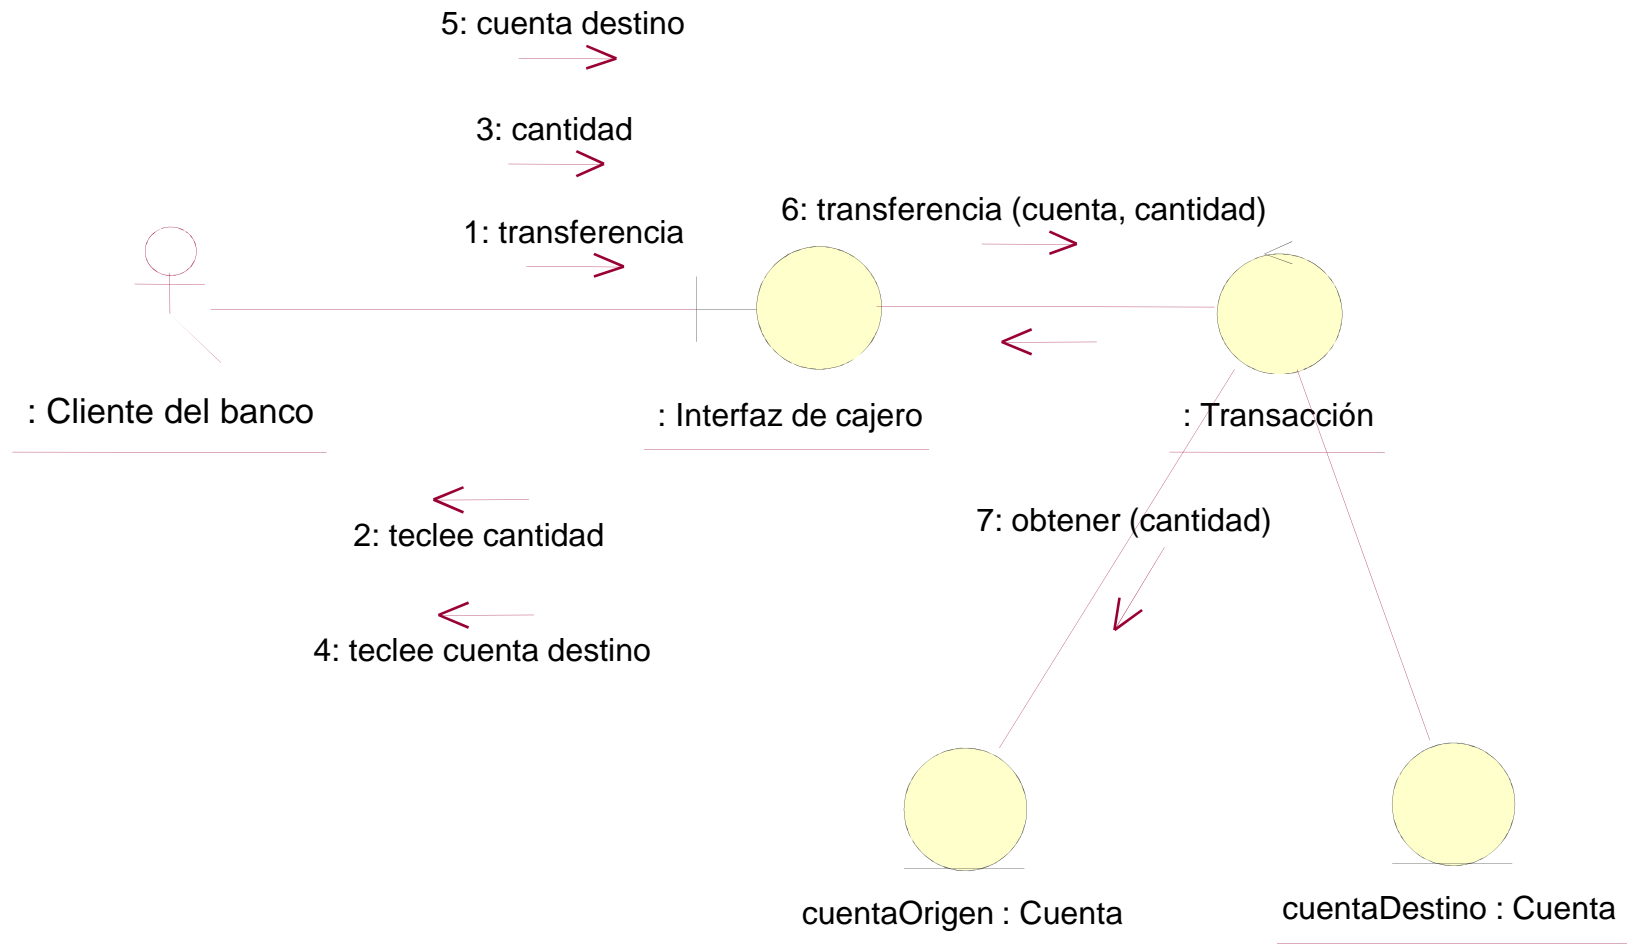 5: cuenta destino
3: cantidad
1: transferencia
6: transferencia (cuenta, cantidad)
: Cliente del banco
: Interfaz de cajero
: Transacción
2: teclee cantidad
7: obtener (cantidad)
4: teclee cuenta destino
cuentaOrigen : Cuenta
cuentaDestino : Cuenta